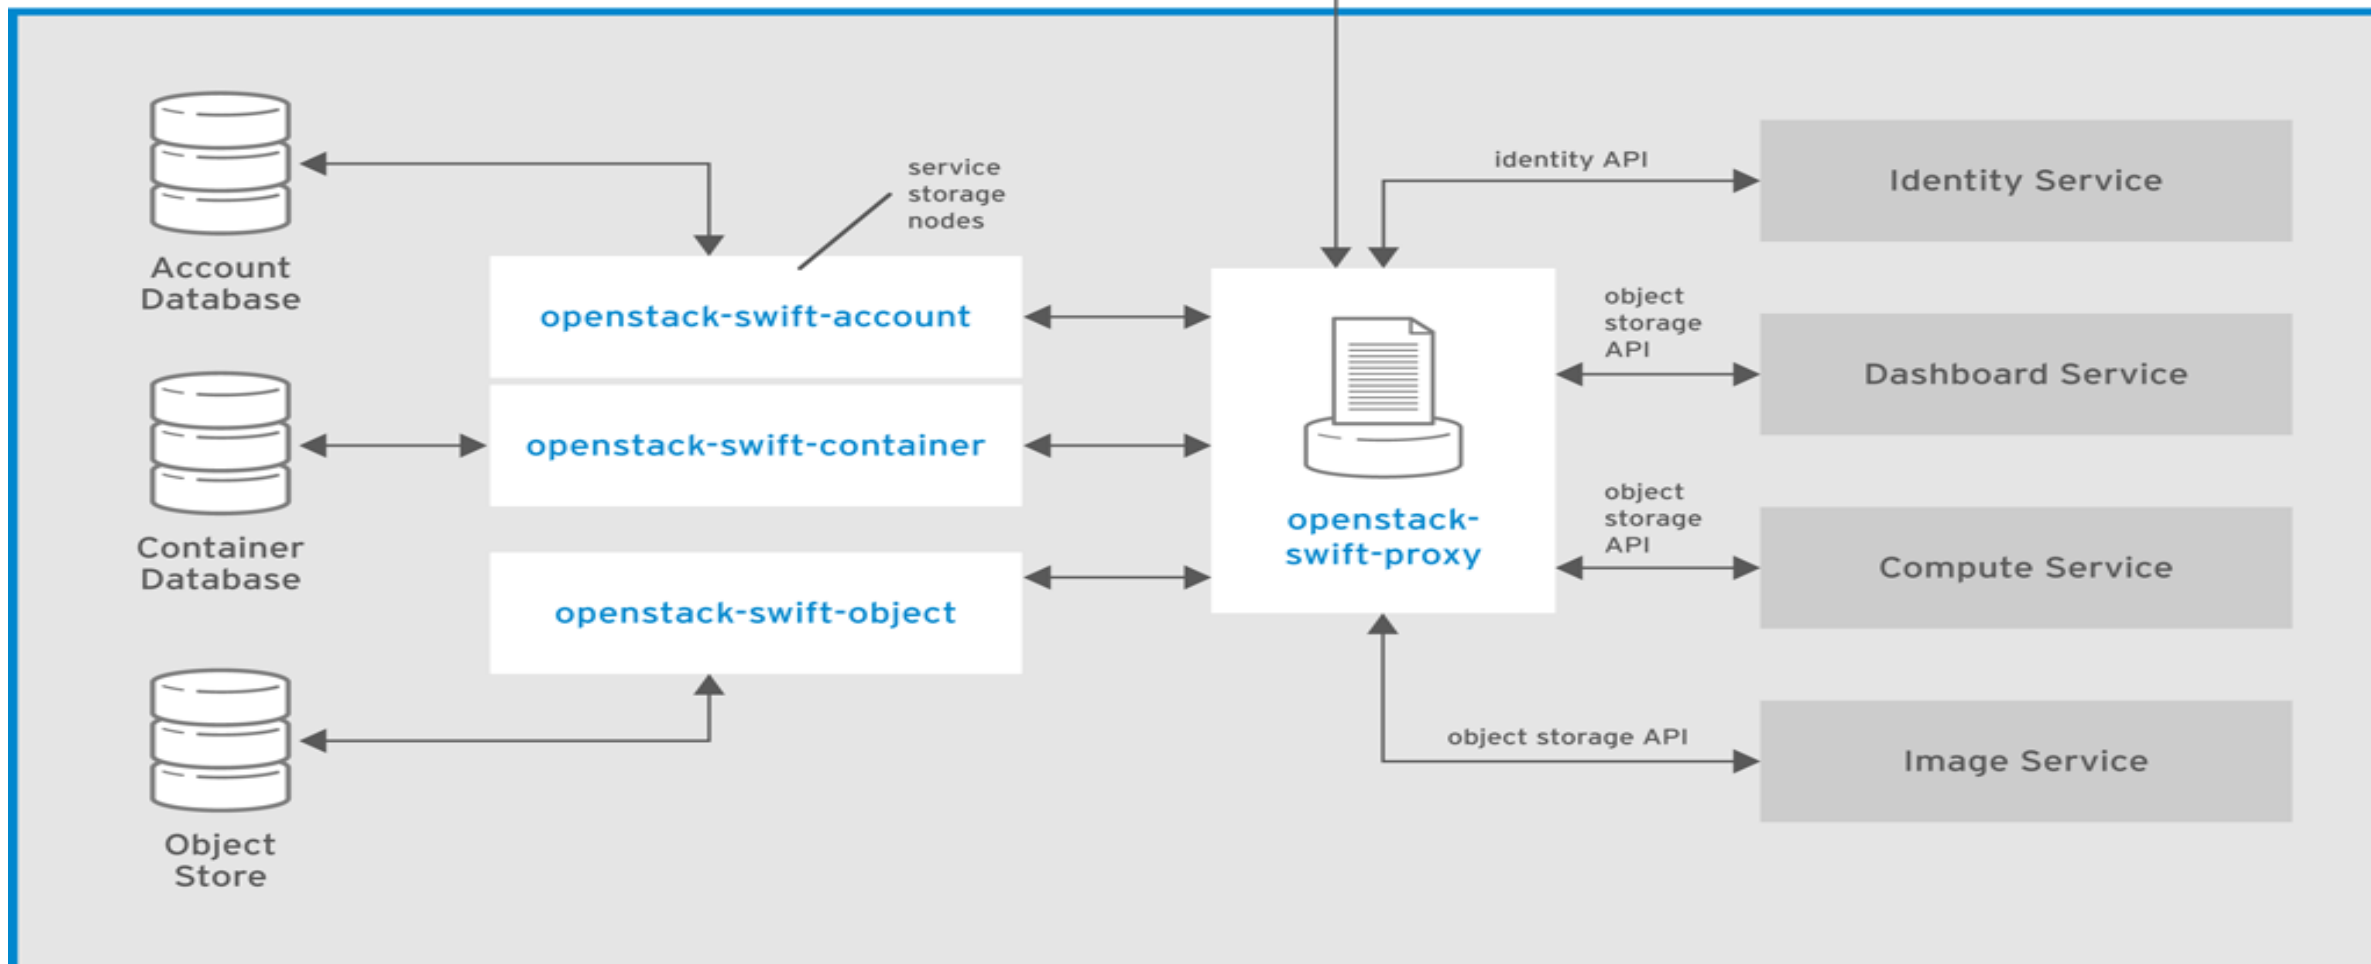 Account
Database
service
storage
nodes
openstack-swift-account
Container
Database
openstack-swift-container
openstack-swift-object
Object
Store
openstack-
swift-proxy
identity API
Identity Service
object
storage
API
Dashboard Service
object
storage
API
Compute Service
object storage API
Image Service